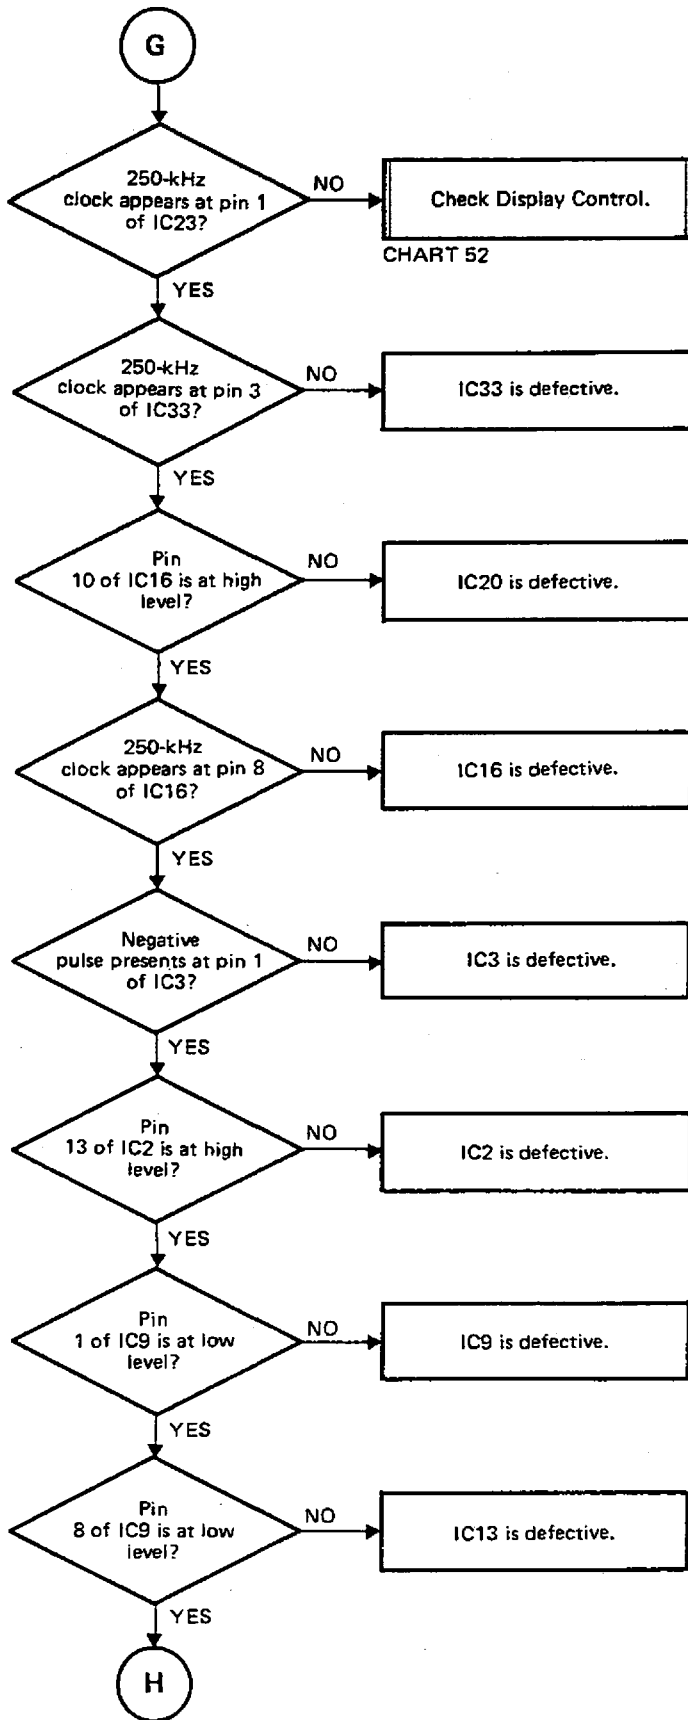 G
250-kHz
clock appears at pin 1
of IC23?
NO
Check Display Control.
CHART 52
YES
250-kHz
clock appears at pin 3
of IC33?
NO
IC33 is defective.
YES
Pin
10 of IC16 is at high
level?
NO
IC20 is defective.
YES
250-kHz
clock appears at pin 8
of IC16?
NO
IC16 is defective.
YES
Negative
pulse presents at pin 1
of IC3?
NO
IC3 is defective.
YES
Pin
13 of IC2 is at high
level?
NO
IC2 is defective.
YES
Pin
1 of IC9 is at low
level?
NO
IC9 is defective.
YES
Pin
8 of IC9 is at low
level?
NO
IC13 is defective.
YES
H